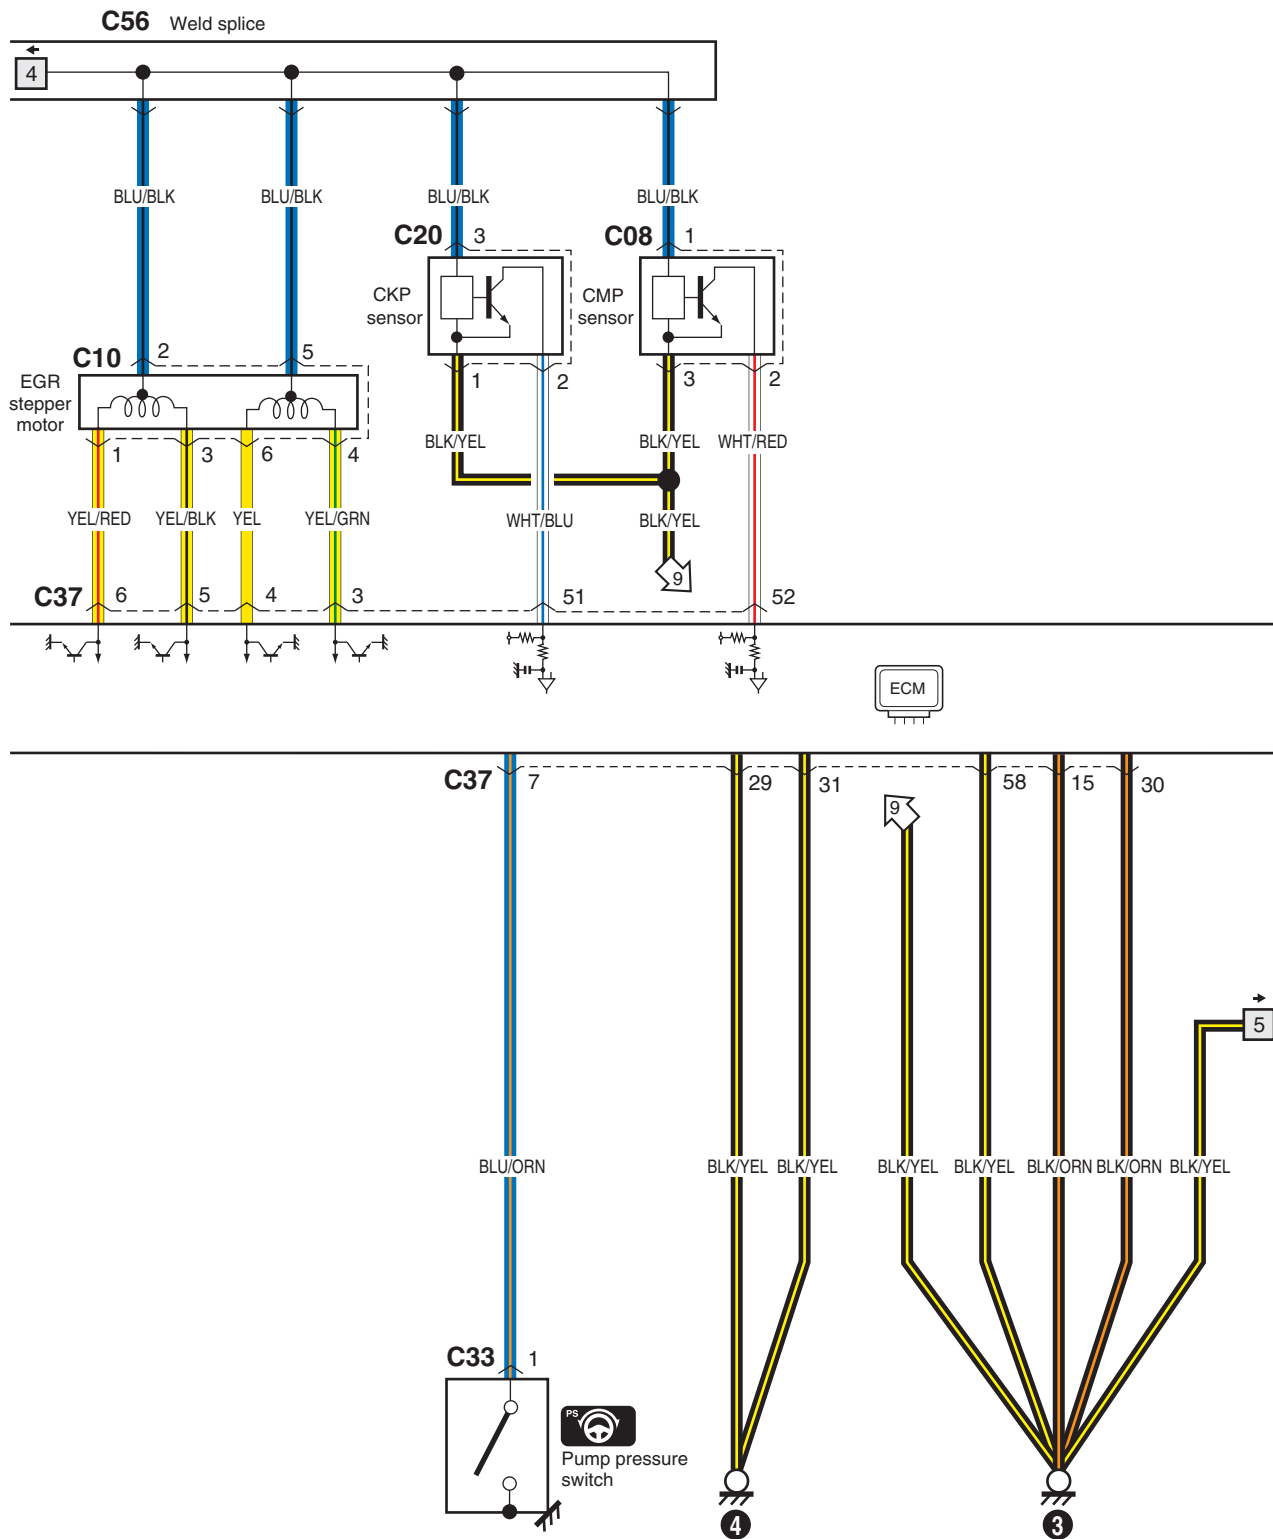 C56 Weld splice
4
BLU/BLK BLU/BLK BLU/BLK BLU/BLK
C20 3 C08 1
CKP
sensor
CMP
sensor
C10 2 5
1 2 3 2
EGR
stepper
motor
1 3 6 4
BLK/YEL BLK/YEL WHT/RED
YEL/RED YEL/BLK YEL YEL/GRN WHT/BLU BLK/YEL
9
C37 6 5 4 3 51 52
ECM
C37 7 29 31 58 15 30
9
5
BLU/ORN BLK/YEL BLK/YEL BLK/YEL BLK/YEL BLK/ORN BLK/ORN BLK/YEL
C33 1
PS
Pump pressure
switch
4 3